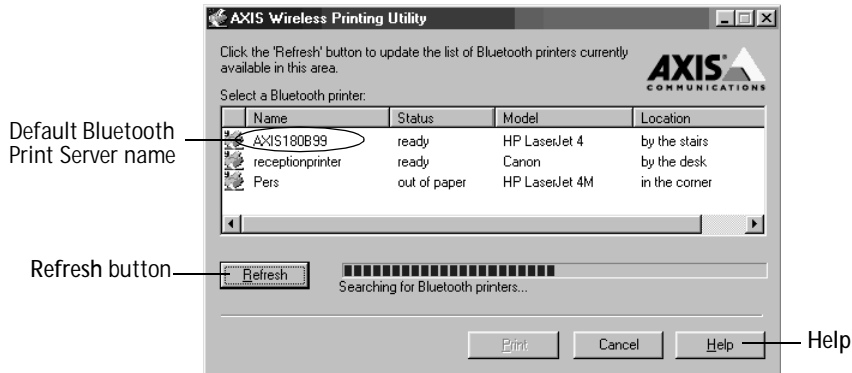 AXIS Wireless Printing Utility
Click the 'Refresh' button to update the list of Bluetooth printers currently
available in this area.
AXIS
COMMUNICATIONS
Select a Bluetooth printer:
Name Status Model Location
AXIS180B99 ready HP LaserJet 4 by the stairs
receptionprinter ready Canon by the desk
Pers out of paper HP LaserJet 4M in the corner
Default Bluetooth
Print Server name
Refresh button
Refresh
Searching for Bluetooth printers...
Print Cancel Help
Help